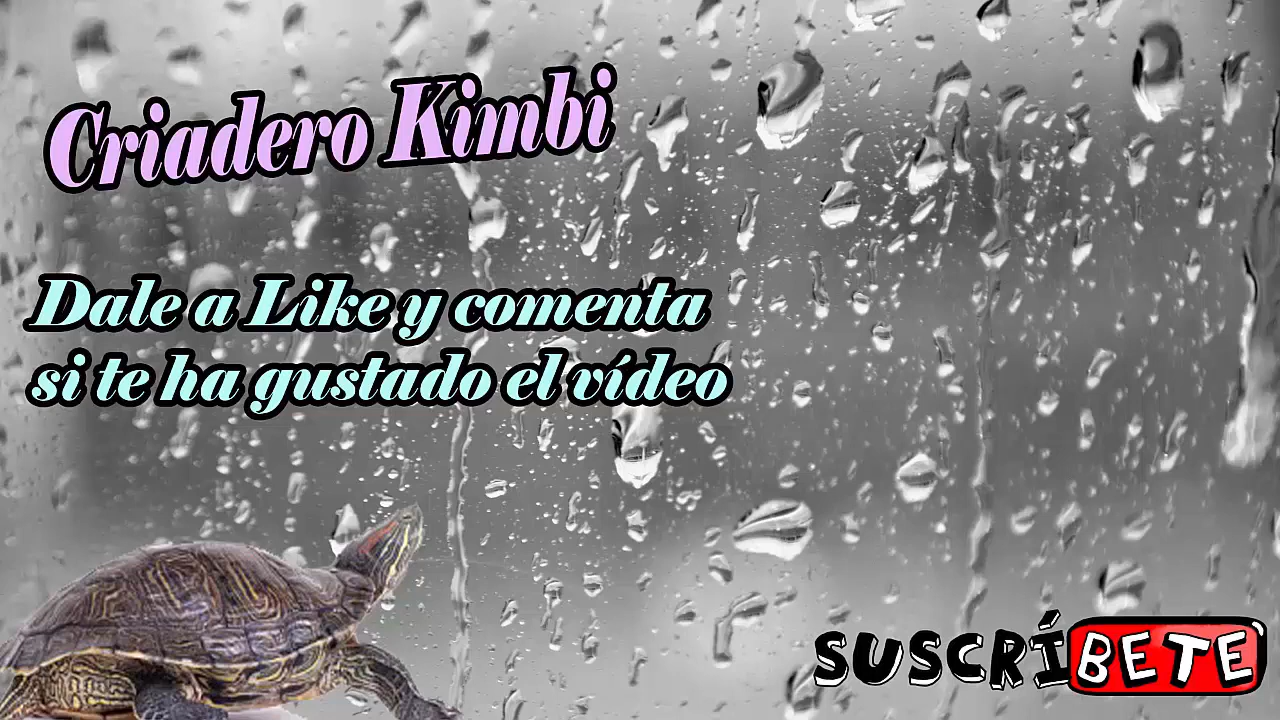 Criadero Kimbi
Dale a Like y comenta
si te ha gustado el vídeo
SUSCRÍBETE